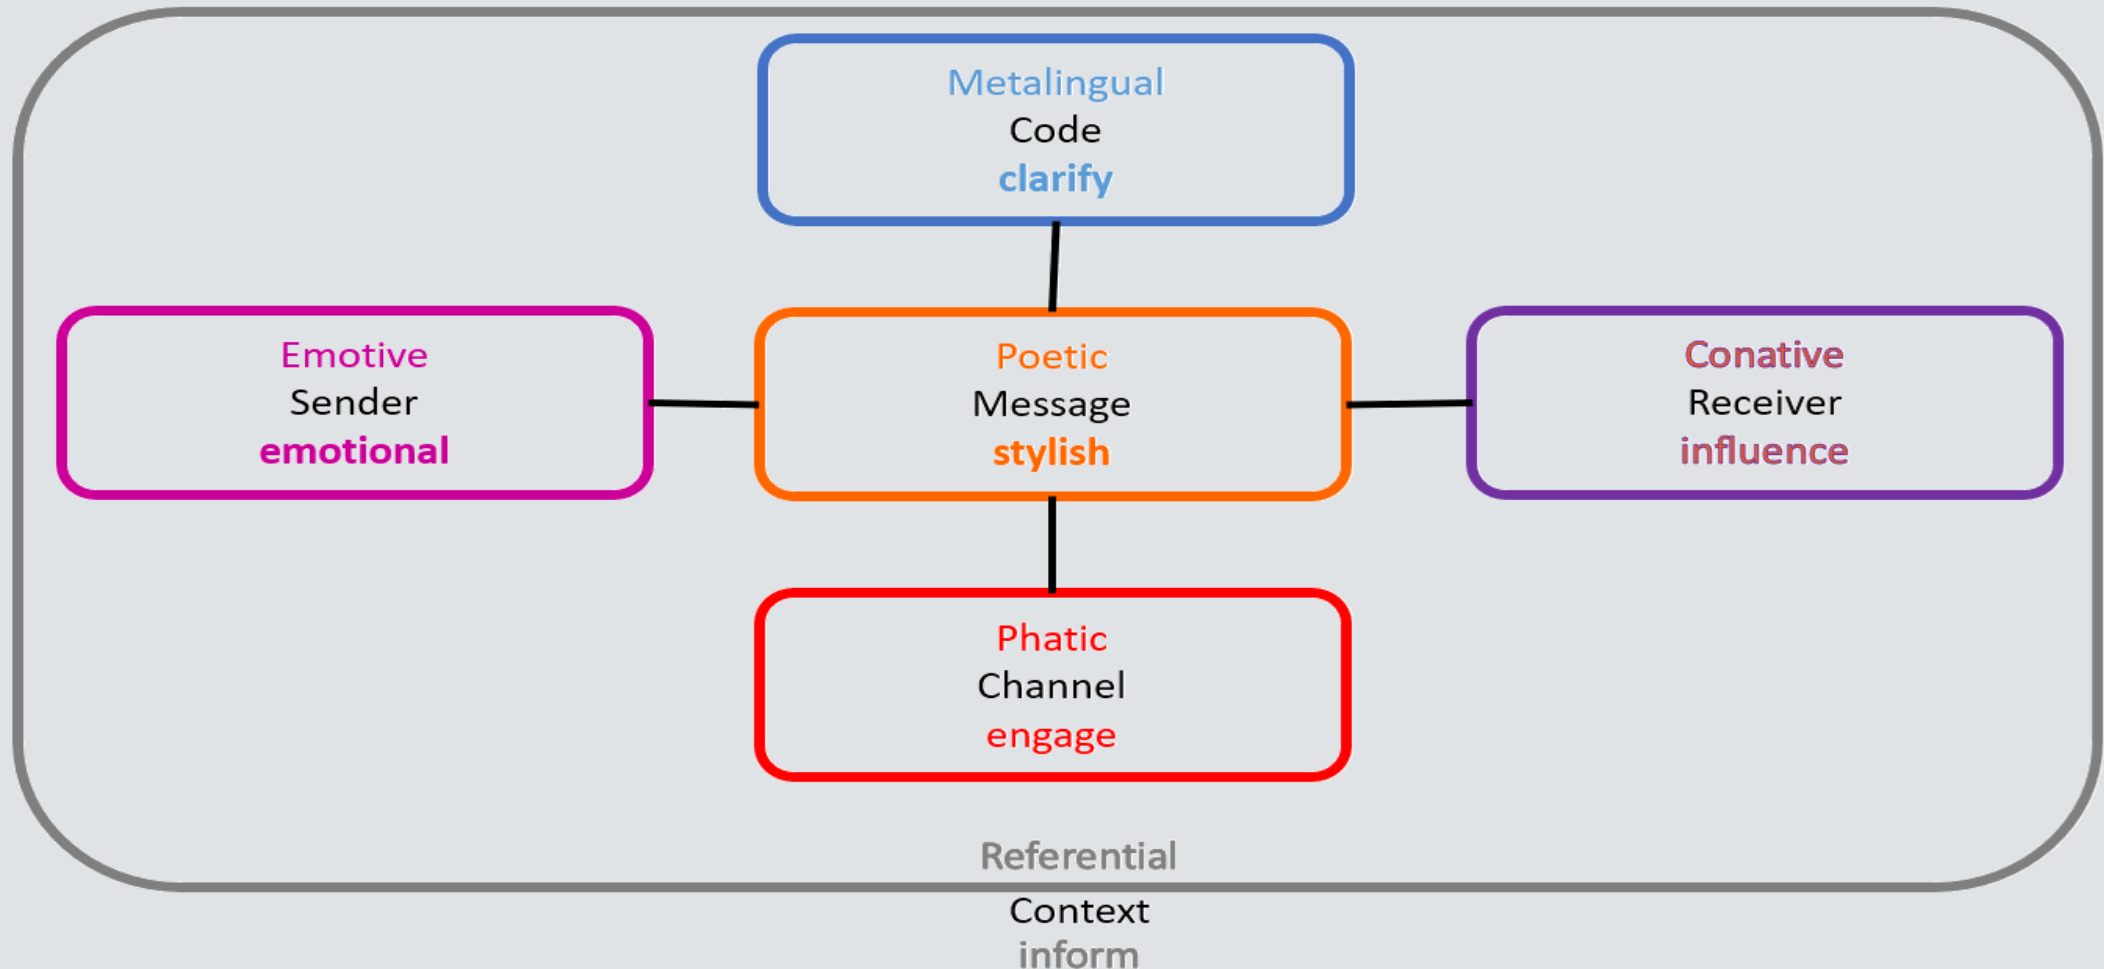 Metalingual
Code
clarify
Emotive
Sender
emotional
Poetic
Message
stylish
Conative
Receiver
influence
Phatic
Channel
engage
Referential
Context
inform